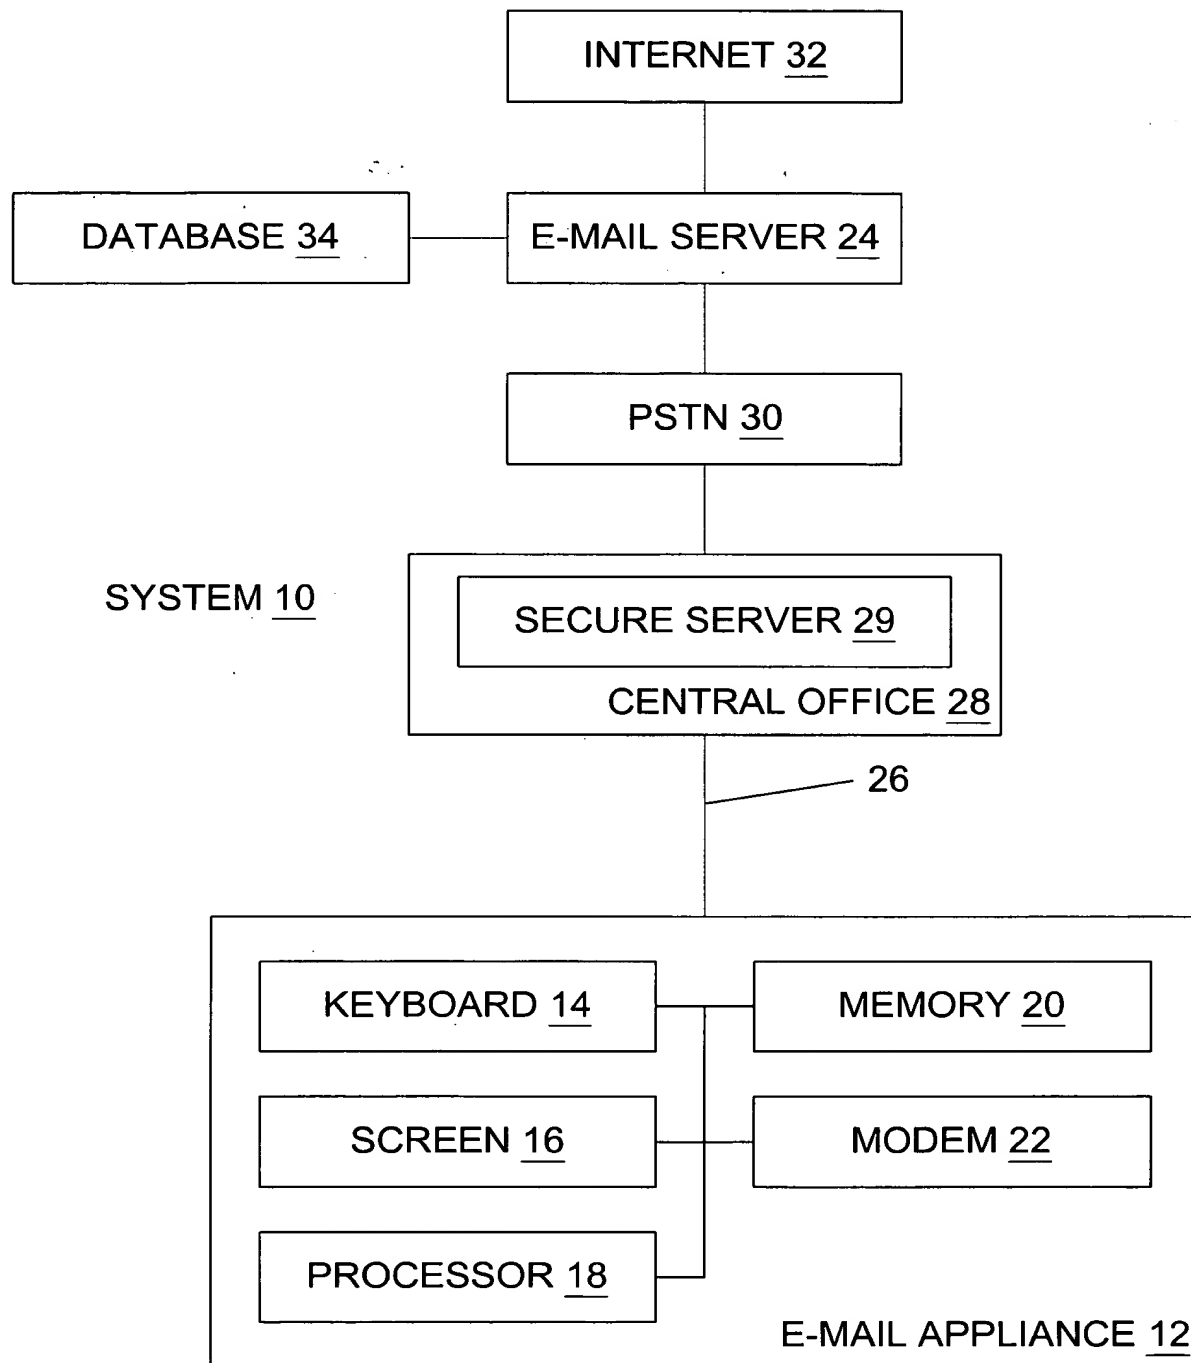 INTERNET 32
DATABASE 34
E-MAIL SERVER 24
PSTN 30
SYSTEM 10
SECURE SERVER 29
CENTRAL OFFICE 28
26
KEYBOARD 14
MEMORY 20
SCREEN 16
MODEM 22
PROCESSOR 18
E-MAIL APPLIANCE 12